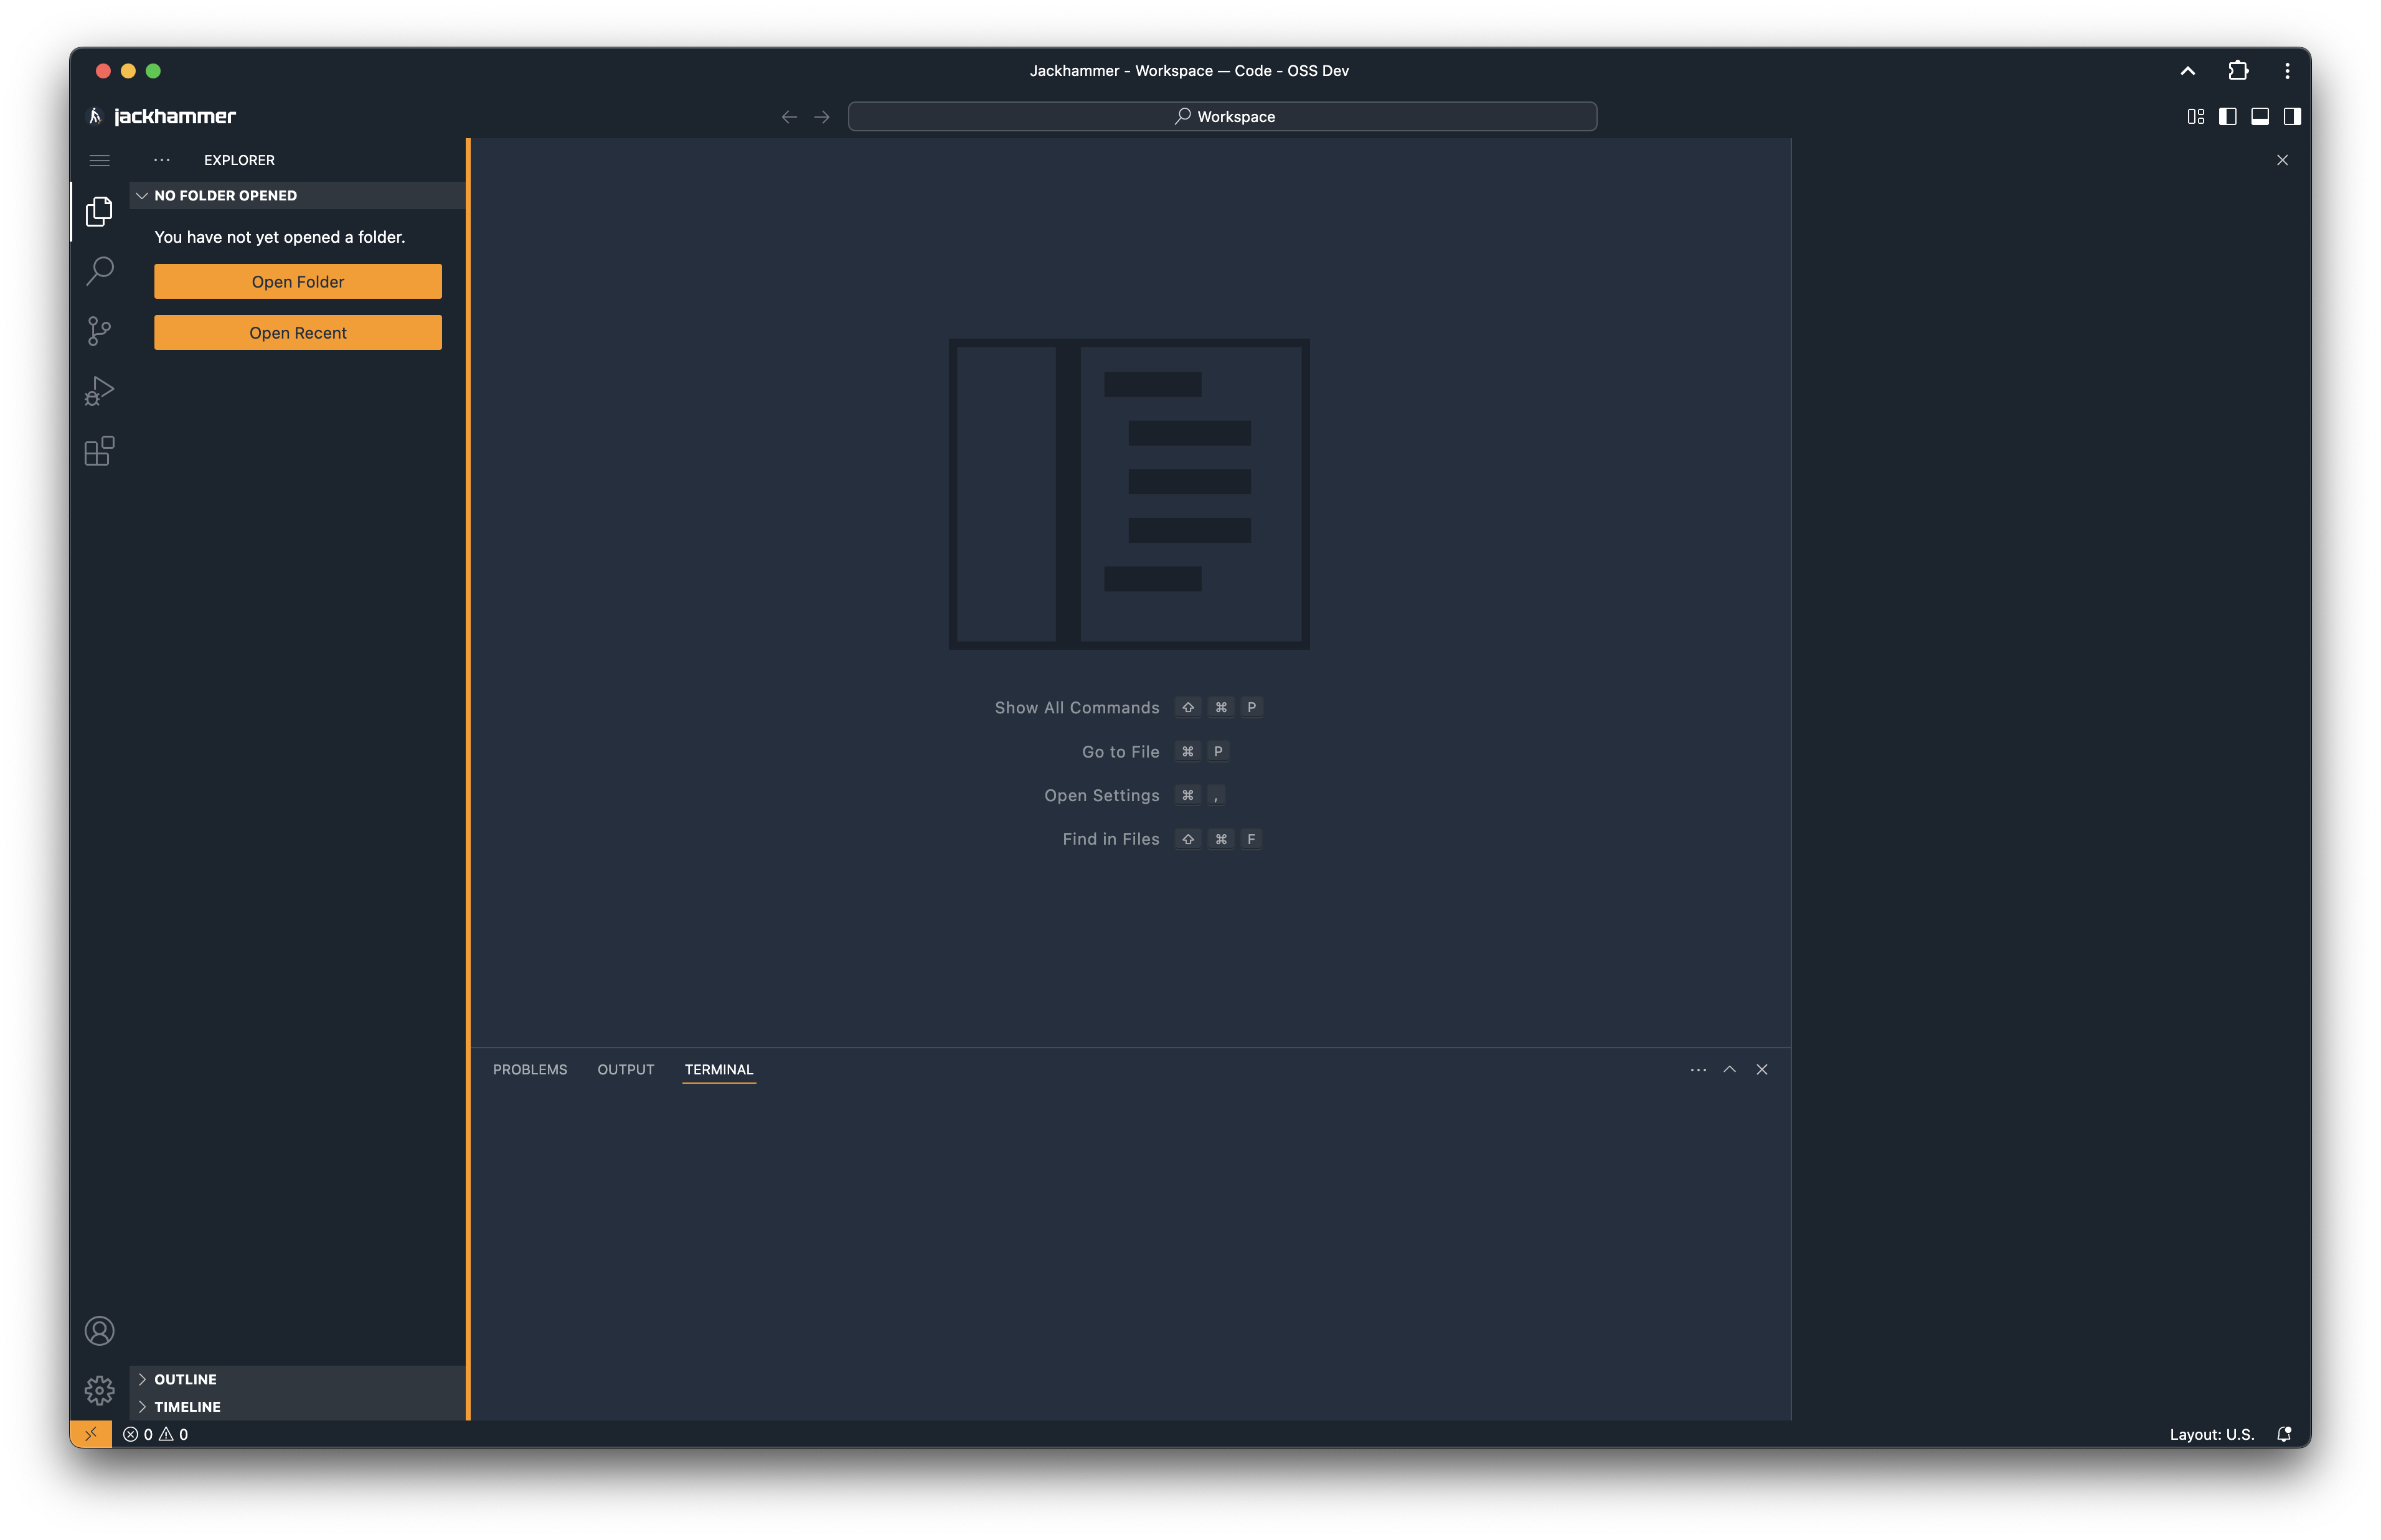 Jackhammer - Workspace — Code - OSS Dev
jackhammer
Workspace
EXPLORER
NO FOLDER OPENED
You have not yet opened a folder.
Open Folder
Open Recent
Show All Commands ⇧ ⌘ P
Go to File ⌘ P
Open Settings ⌘ ,
Find in Files ⇧ ⌘ F
PROBLEMS OUTPUT TERMINAL
OUTLINE
TIMELINE
0 0
Layout: U.S.